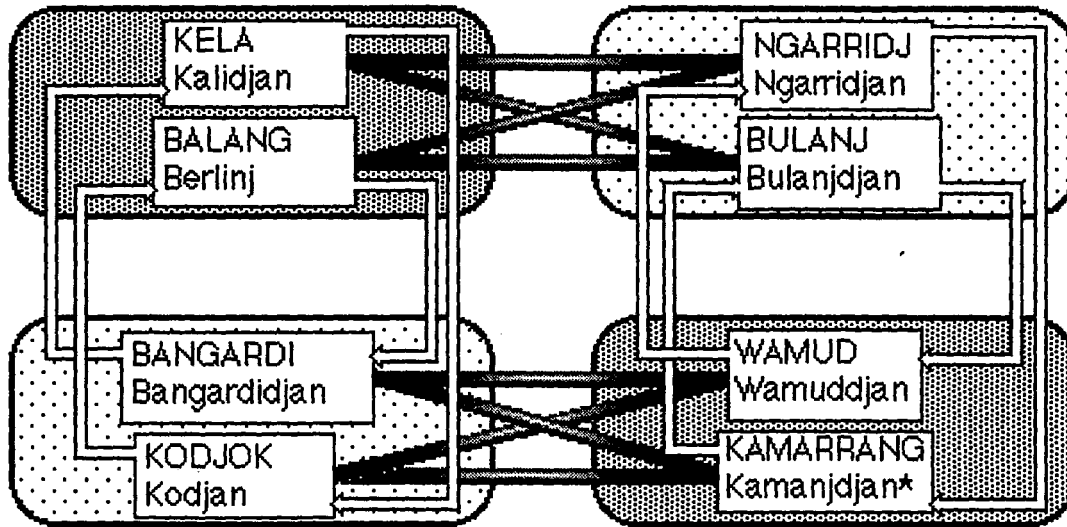 KELA
Kalidjan
NGARRIDJ
Ngarridjan
BALANG
Berlinj
BULANJ
Bulanjdjan
BANGARDI
Bangardidjan
WAMUD
Wamuddjan
KODJOK
Kodjan
KAMARRANG
Kamanjdjan*